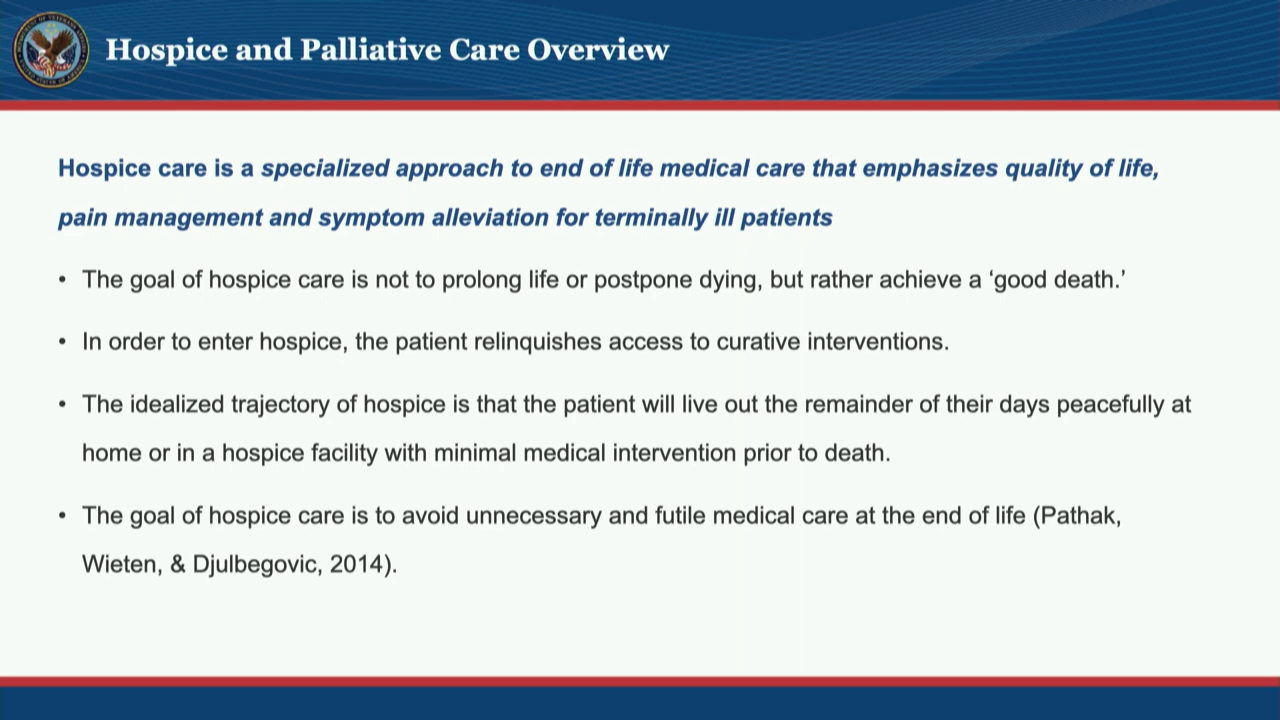 Hospice and Palliative Care Overview
Hospice care is a specialized approach to end of life medical care that emphasizes quality of life,
pain management and symptom alleviation for terminally ill patients
• The goal of hospice care is not to prolong life or postpone dying, but rather achieve a ‘good death.’
• In order to enter hospice, the patient relinquishes access to curative interventions.
• The idealized trajectory of hospice is that the patient will live out the remainder of their days peacefully at
home or in a hospice facility with minimal medical intervention prior to death.
• The goal of hospice care is to avoid unnecessary and futile medical care at the end of life (Pathak,
Wieten, & Djulbegovic, 2014).